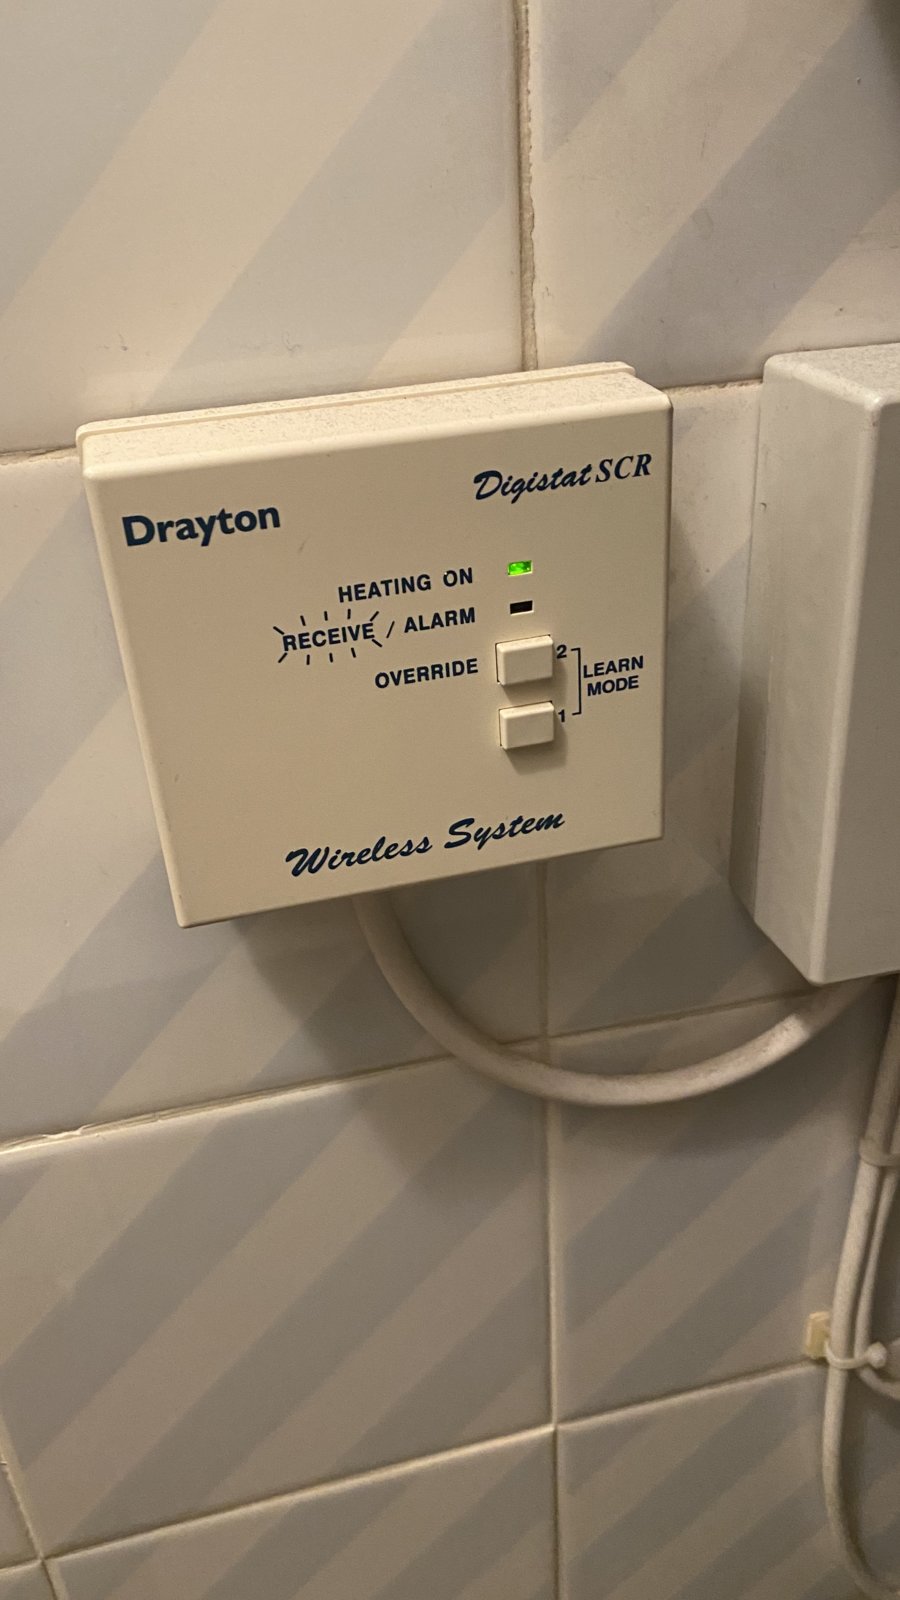 Drayton
Digistat SCR
HEATING ON
RECEIVE / ALARM
OVERRIDE
2
LEARN
MODE
1
Wireless System